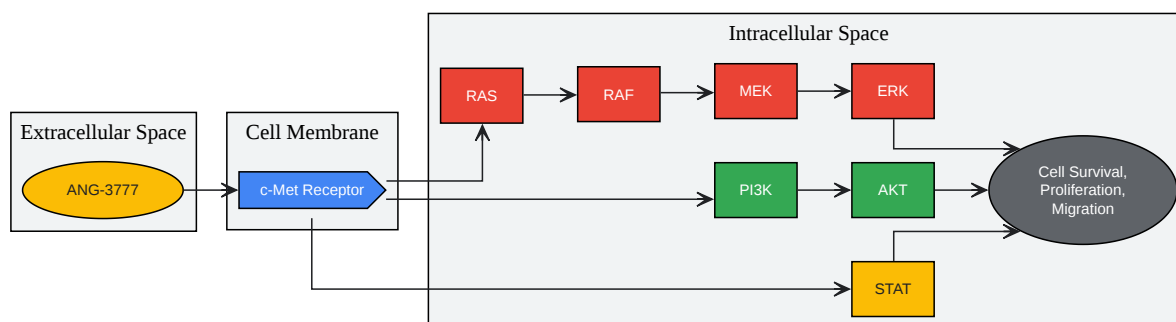 Intracellular Space
RAS
RAF
MEK
ERK
Extracellular Space
Cell Membrane
ANG-3777
c-Met Receptor
PI3K
AKT
Cell Survival,
Proliferation,
Migration
STAT